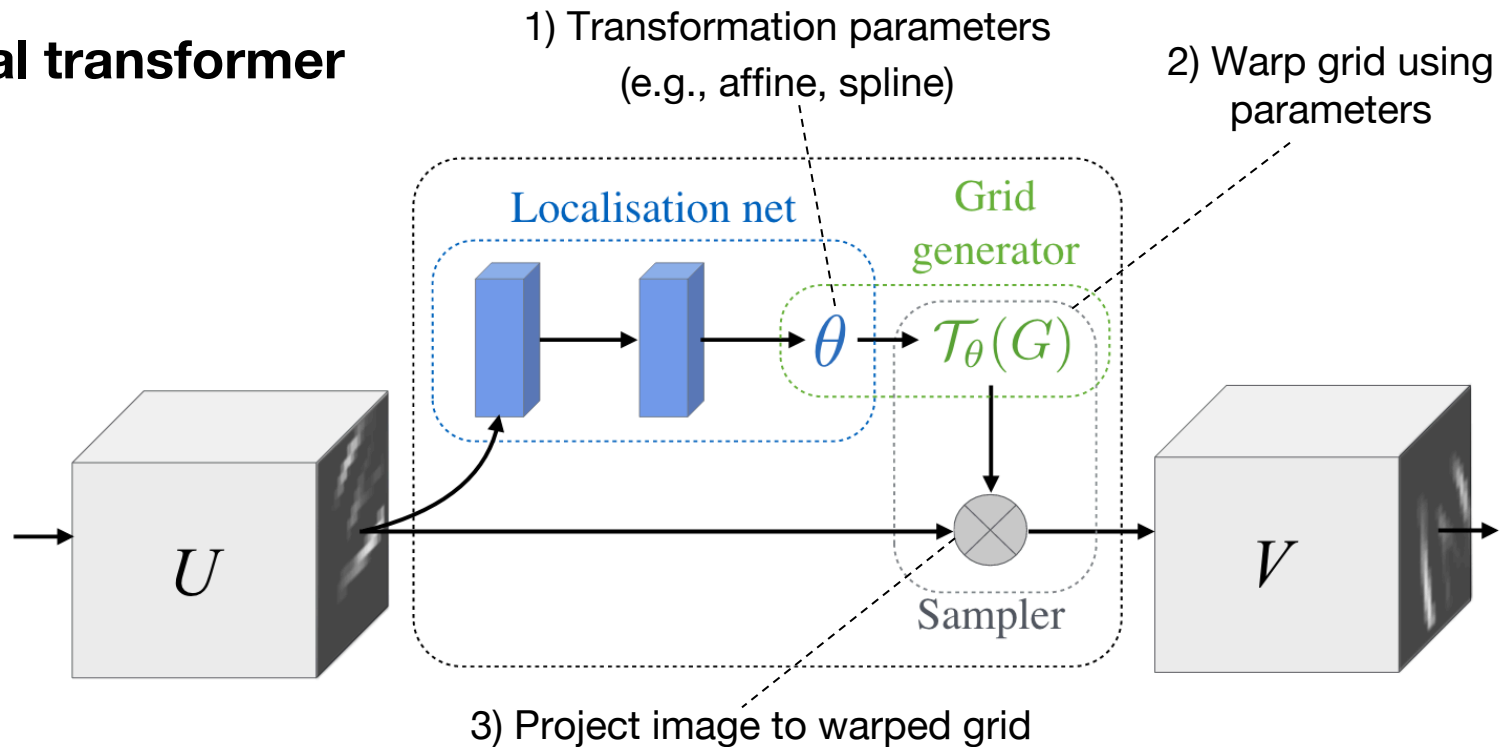 al transformer
1) Transformation parameters
(e.g., affine, spline)
2) Warp grid using
parameters
Localisation net
Grid
generator
θ
𝒯θ(G)
U
V
Sampler
3) Project image to warped grid